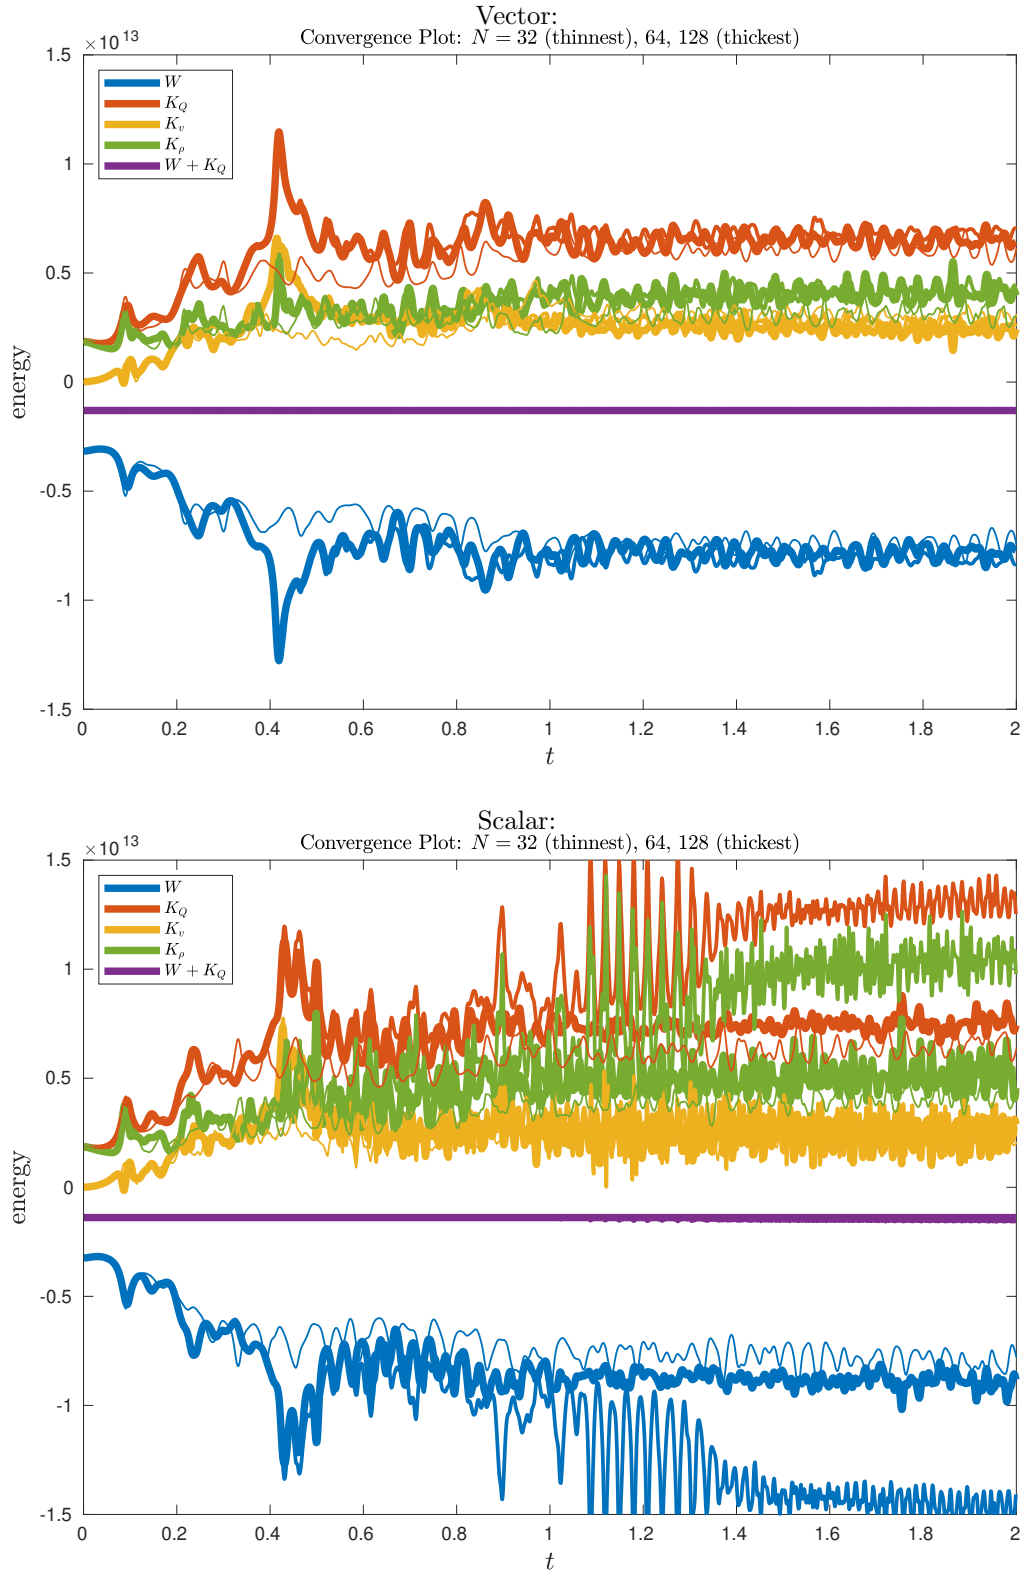 Vector:
Convergence Plot: N = 32 (thinnest), 64, 128 (thickest)
×10^13
1.5
1
0.5
0
-0.5
-1
-1.5
energy
W
K_Q
K_v
K_ρ
W + K_Q
0 0.2 0.4 0.6 0.8 1 1.2 1.4 1.6 1.8 2
t
Scalar:
Convergence Plot: N = 32 (thinnest), 64, 128 (thickest)
×10^13
1.5
1
0.5
0
-0.5
-1
-1.5
energy
W
K_Q
K_v
K_ρ
W + K_Q
0 0.2 0.4 0.6 0.8 1 1.2 1.4 1.6 1.8 2
t